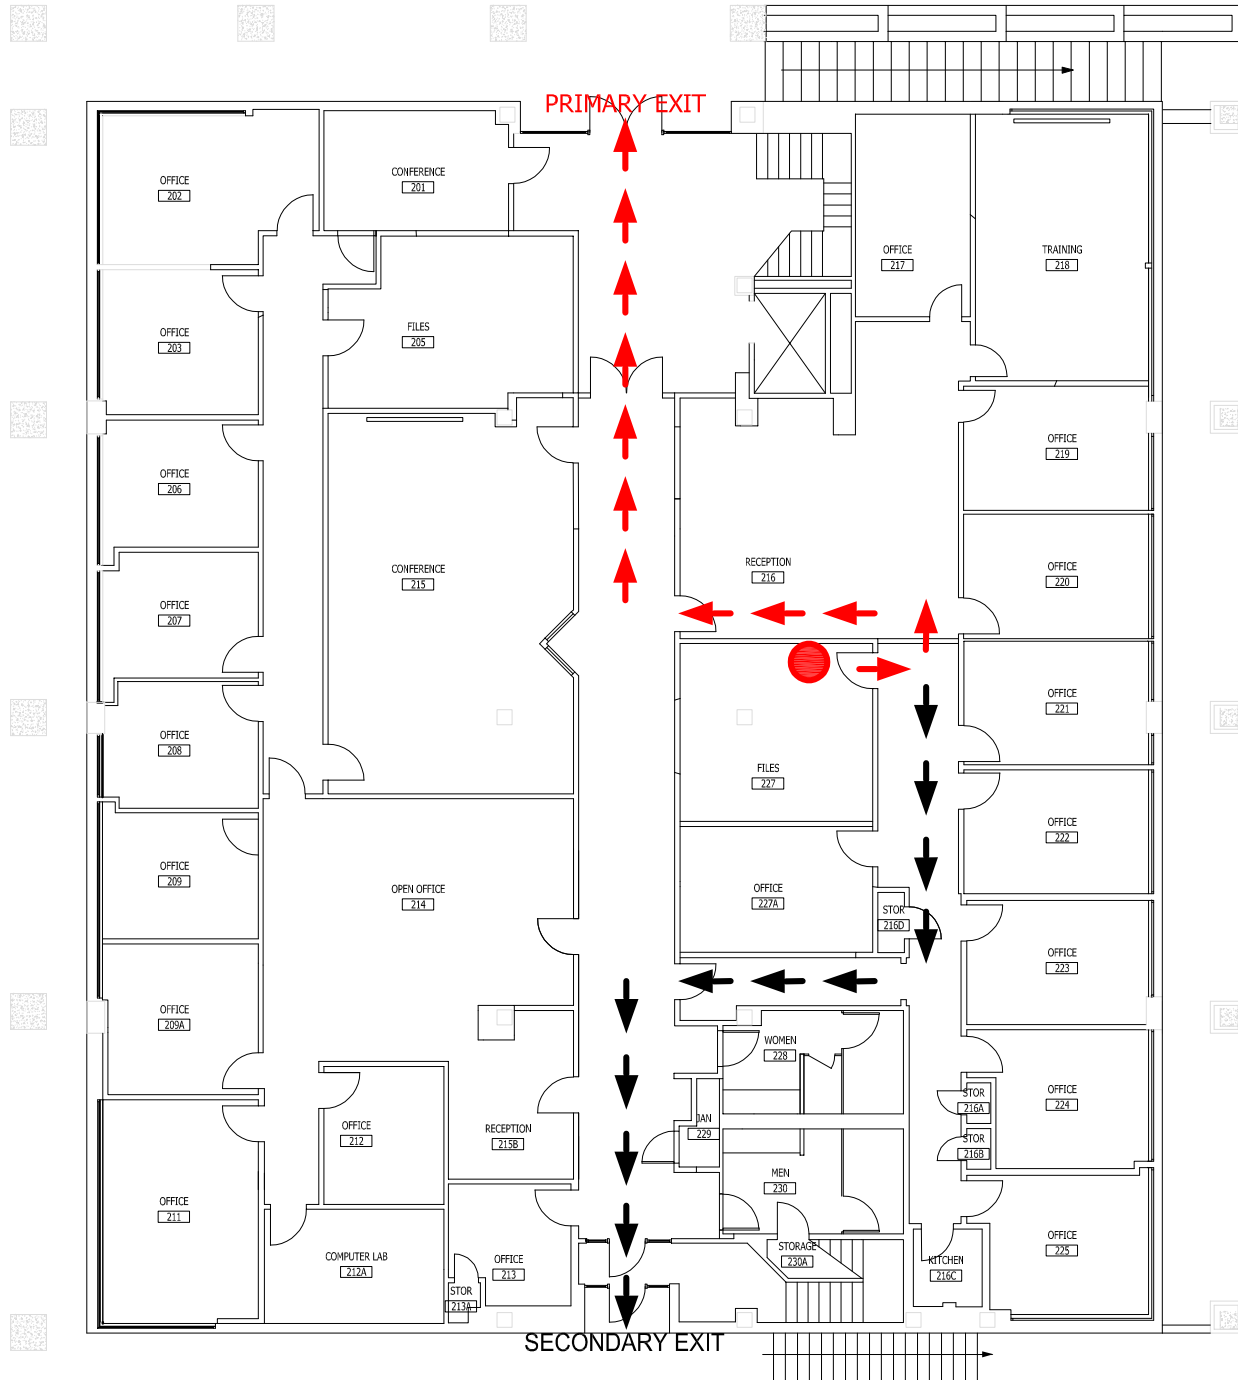 PRIMARY EXIT
CONFERENCE
201
OFFICE
202
OFFICE
217
TRAINING
218
OFFICE
203
FILES
205
OFFICE
219
OFFICE
206
CONFERENCE
215
RECEPTION
216
OFFICE
220
OFFICE
207
OFFICE
221
OFFICE
208
FILES
227
OFFICE
222
OFFICE
209
OPEN OFFICE
214
OFFICE
227A
STOR
216D
OFFICE
223
OFFICE
209A
WOMEN
228
OFFICE
224
STOR
216A
OFFICE
212
RECEPTION
215B
JAN
229
STOR
216B
MEN
230
OFFICE
211
COMPUTER LAB
212A
OFFICE
213
STOR
213A
STORAGE
230A
KITCHEN
216C
OFFICE
225
SECONDARY EXIT